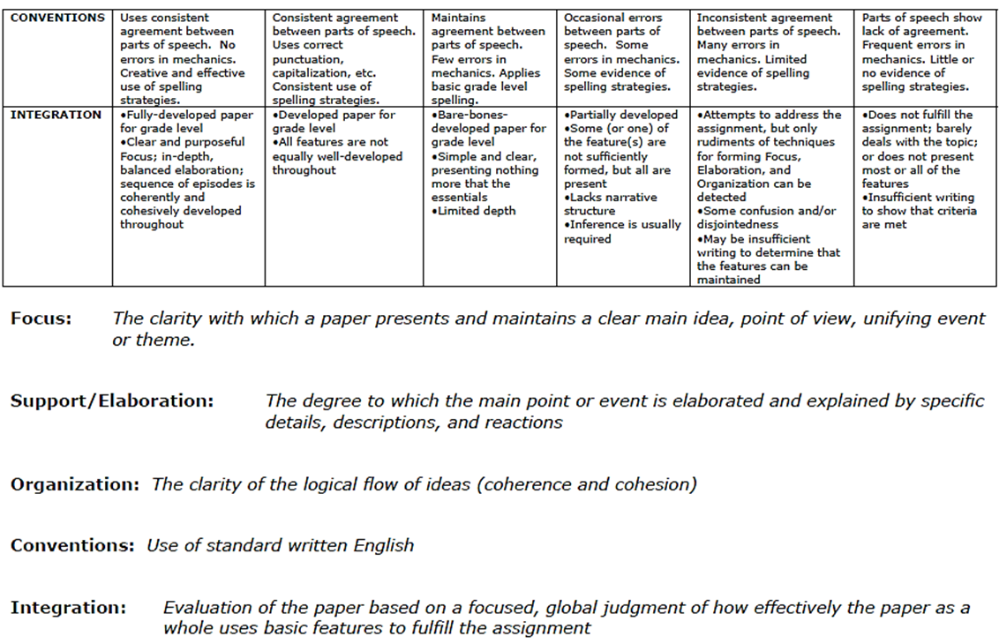 CONVENTIONS
Uses consistent
agreement between
parts of speech.  No
errors in mechanics.
Creative and effective
use of spelling
strategies.
Consistent agreement
between parts of speech.
Uses correct
punctuation,
capitalization, etc.
Consistent use of
spelling strategies.
Maintains
agreement between
parts of speech.
Few errors in
mechanics. Applies
basic grade level
spelling.
Occasional errors
between parts of
speech.  Some
errors in mechanics.
Some evidence of
spelling strategies.
Inconsistent agreement
between parts of speech.
Many errors in
mechanics. Limited
evidence of spelling
strategies.
Parts of speech show
lack of agreement.
Frequent errors in
mechanics. Little or
no evidence of
spelling strategies.
INTEGRATION
•Fully-developed paper
for grade level
•Clear and purposeful
Focus; in-depth,
balanced elaboration;
sequence of episodes is
coherently and
cohesively developed
throughout
•Developed paper for
grade level
•All features are not
equally well-developed
throughout
•Bare-bones-
developed paper for
grade level
•Simple and clear,
presenting nothing
more that the
essentials
•Limited depth
•Partially developed
•Some (or one) of
the feature(s) are
not sufficiently
formed, but all are
present
•Lacks narrative
structure
•Inference is usually
required
•Attempts to address the
assignment, but only
rudiments of techniques
for forming Focus,
Elaboration, and
Organization can be
detected
•Some confusion and/or
disjointedness
•May be insufficient
writing to determine that
the features can be
maintained
•Does not fulfill the
assignment; barely
deals with the topic;
or does not present
most or all of the
features
•Insufficient writing
to show that criteria
are met
Focus: The clarity with which a paper presents and maintains a clear main idea, point of view, unifying event
or theme.
Support/Elaboration: The degree to which the main point or event is elaborated and explained by specific
details, descriptions, and reactions
Organization: The clarity of the logical flow of ideas (coherence and cohesion)
Conventions: Use of standard written English
Integration: Evaluation of the paper based on a focused, global judgment of how effectively the paper as a
whole uses basic features to fulfill the assignment